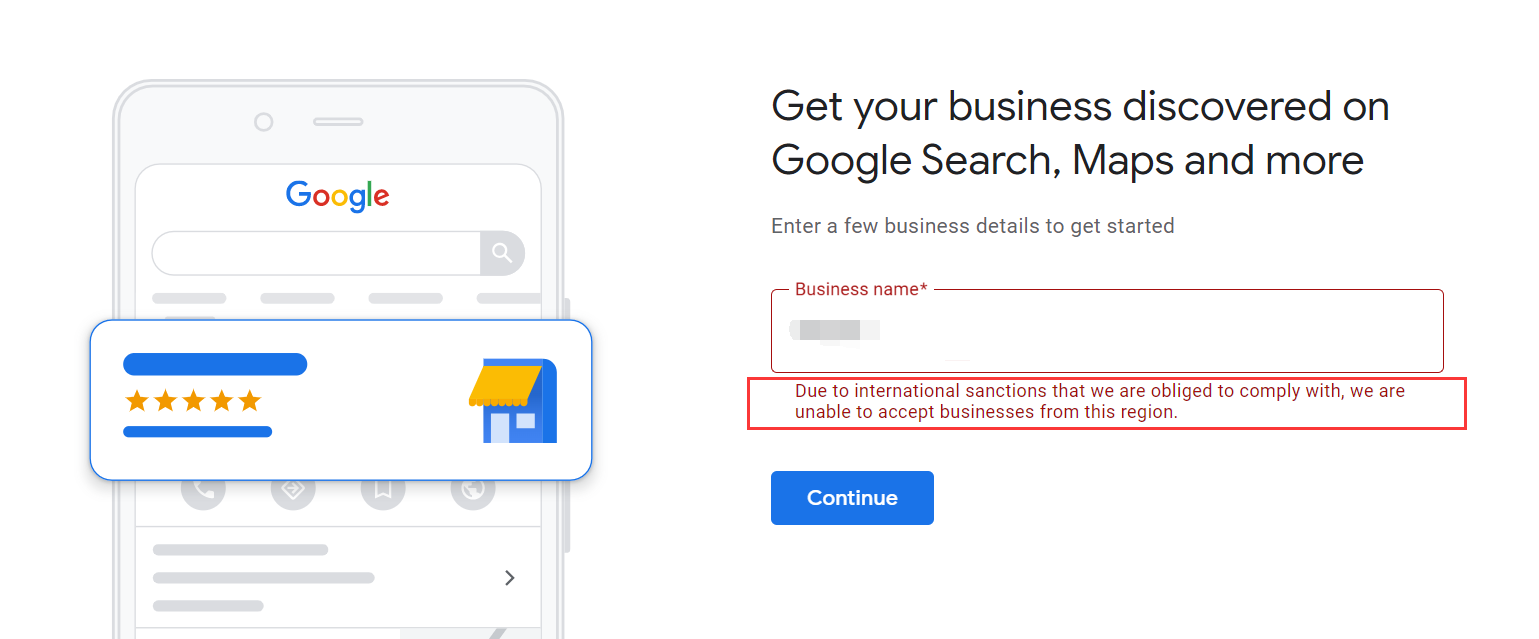 Google
Get your business discovered on
Google Search, Maps and more
Enter a few business details to get started
Business name*
Due to international sanctions that we are obliged to comply with, we are
unable to accept businesses from this region.
Continue